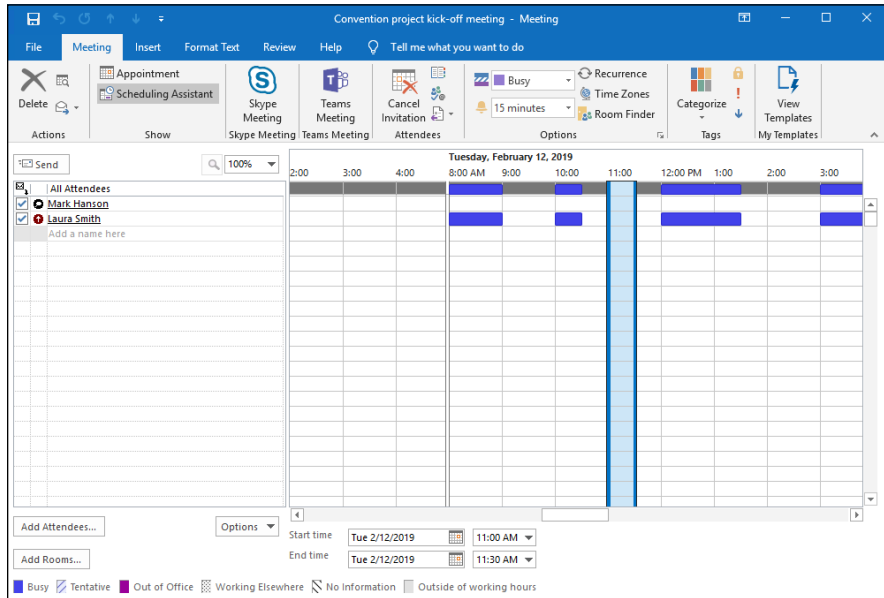 Convention project kick-off meeting - Meeting
File Meeting Insert Format Text Review Help Tell me what you want to do
Delete
Actions
Appointment
Scheduling Assistant
Show
Skype
Meeting
Skype Meeting
Teams
Meeting
Teams Meeting
Cancel
Invitation
Attendees
Busy
15 minutes
Recurrence
Time Zones
Room Finder
Options
Categorize
Tags
View
Templates
My Templates
Send 100%
Tuesday, February 12, 2019
2:00 3:00 4:00 8:00 AM 9:00 10:00 11:00 12:00 PM 1:00 2:00 3:00
All Attendees
Mark Hanson
Laura Smith
Add a name here
Add Attendees... Options
Add Rooms...
Start time Tue 2/12/2019 11:00 AM
End time Tue 2/12/2019 11:30 AM
Busy Tentative Out of Office Working Elsewhere No Information Outside of working hours